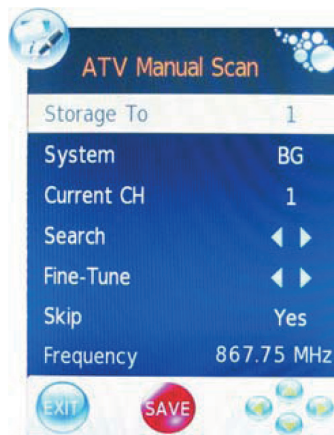 ATV Manual Scan
Storage To 1
System BG
Current CH 1
Search
Fine-Tune
Skip Yes
Frequency 867.75 MHz
EXIT SAVE